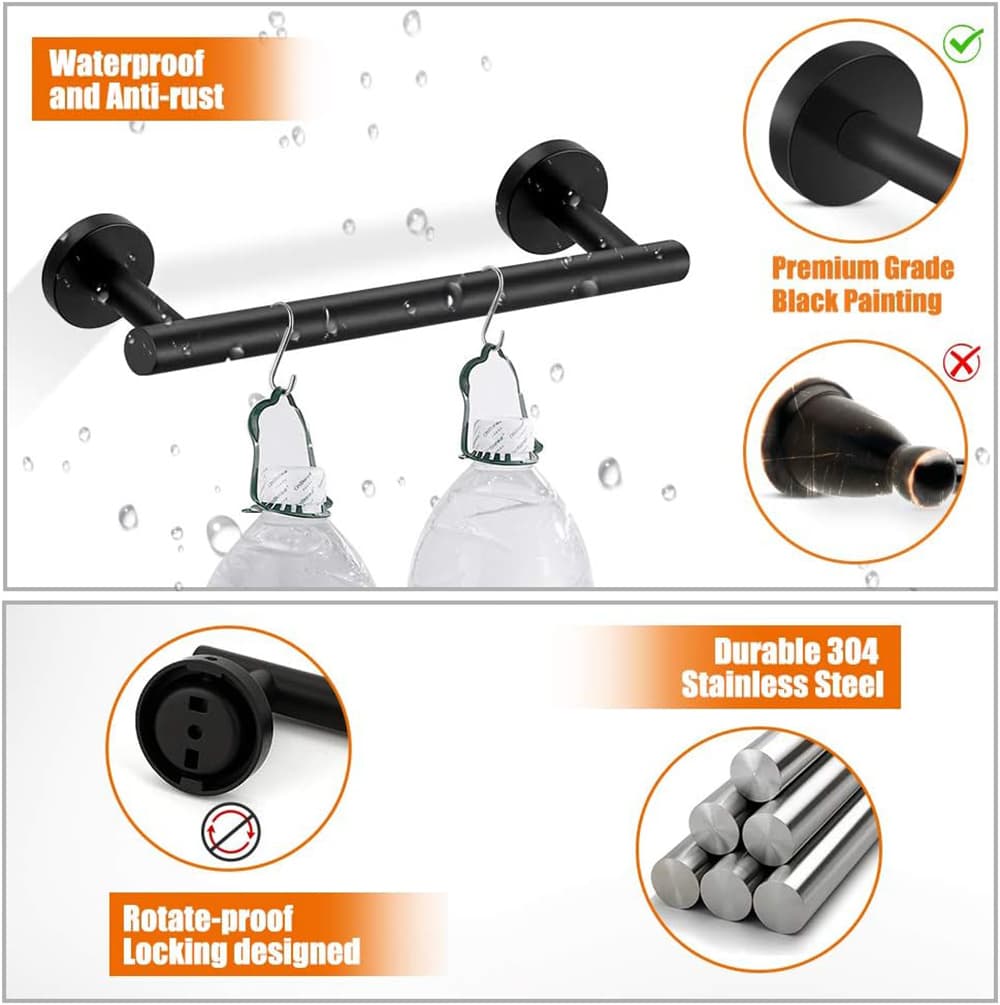 Waterproof
and Anti-rust
Premium Grade
Black Painting
Durable 304
Stainless Steel
Rotate-proof
Locking designed